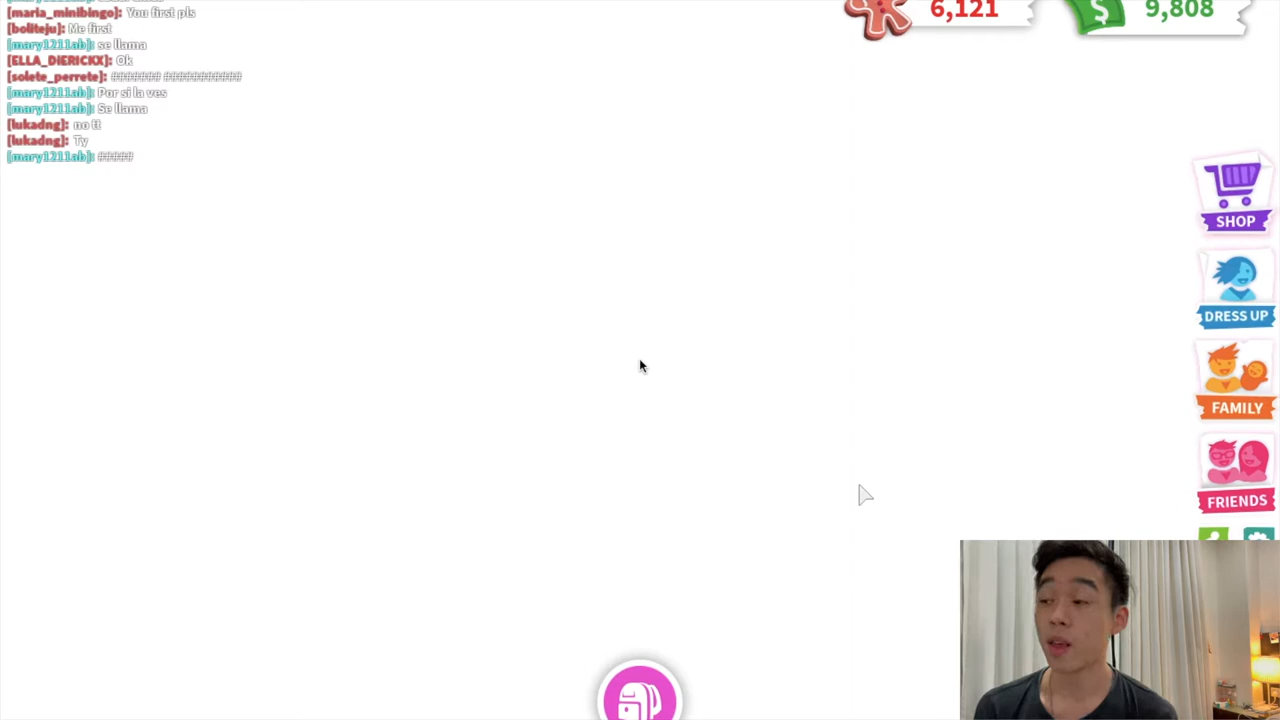 [maria_minibingo]: You first pls
[boliteju]: Me first
[mary1211ab]: se llama
[ELLA_DIERICKX]: Ok
[solete_perrete]: ####### ###########
[mary1211ab]: Por si la ves
[mary1211ab]: Se llama
[lukadng]: no tt
[lukadng]: Ty
[mary1211ab]: #####
6,121
9,808
SHOP
DRESS UP
FAMILY
FRIENDS